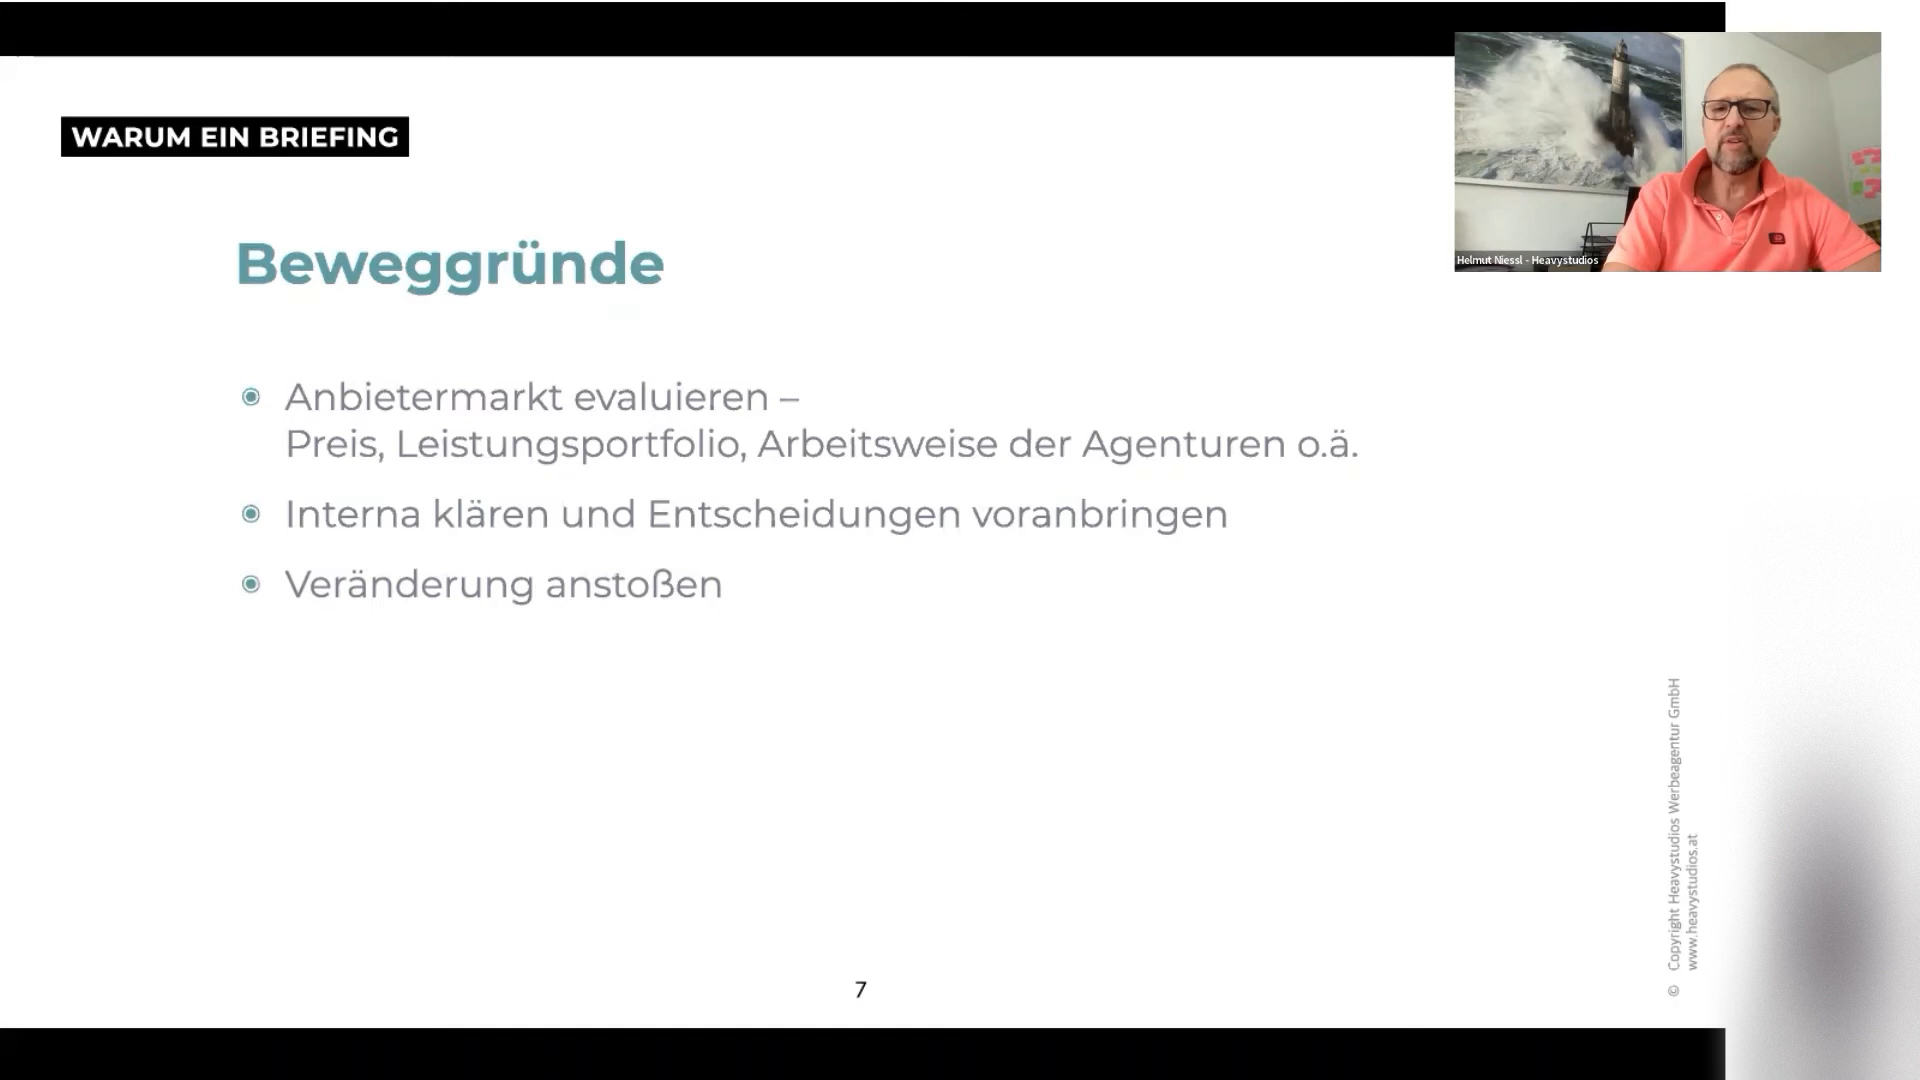 WARUM EIN BRIEFING
Helmut Niessl - Heavystudios
Beweggründe
Anbietermarkt evaluieren –
Preis, Leistungsportfolio, Arbeitsweise der Agenturen o.ä.
Interna klären und Entscheidungen voranbringen
Veränderung anstoßen
© Copyright Heavystudios Werbeagentur GmbH
www.heavystudios.at
7